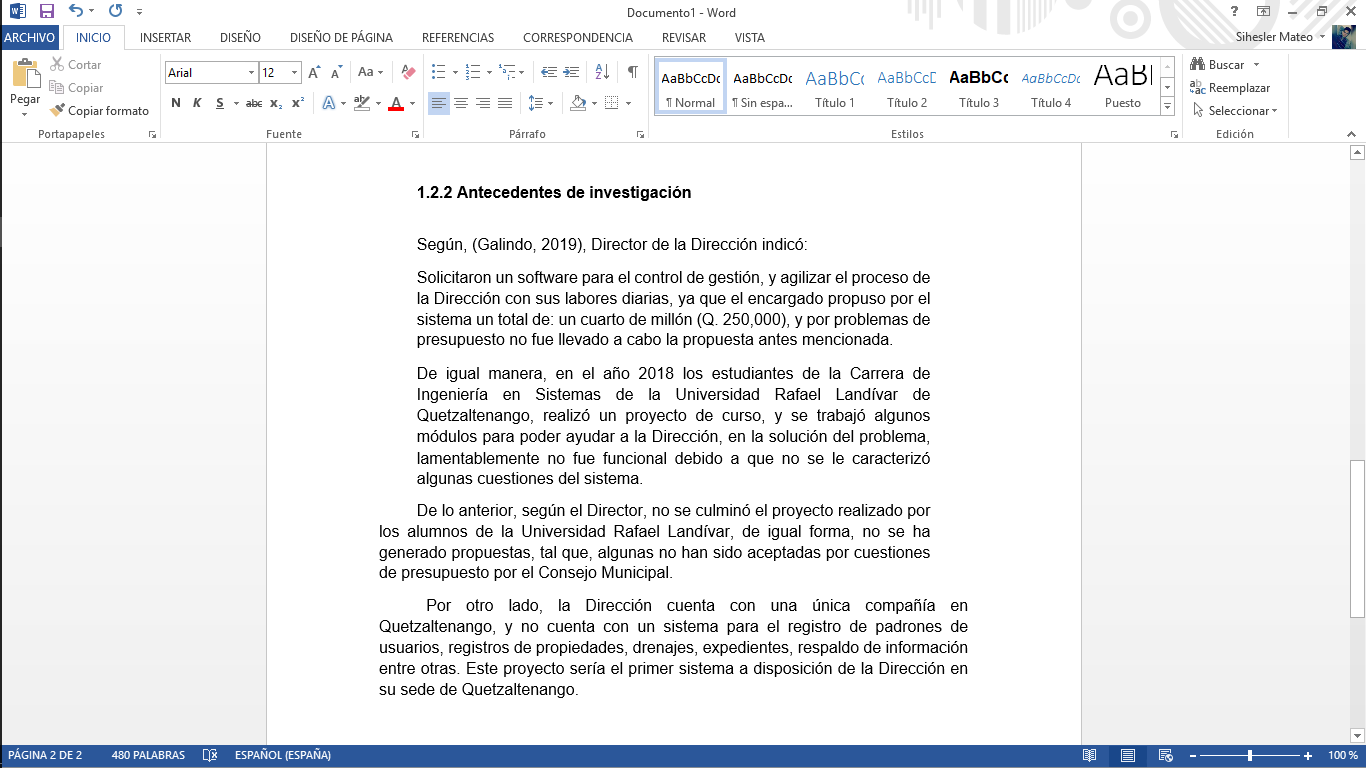 Documento1 - Word
?
ARCHIVO INICIO INSERTAR DISEÑO DISEÑO DE PÁGINA REFERENCIAS CORRESPONDENCIA REVISAR VISTA
Sihesler Mateo
Pegar
Cortar
Copiar
Copiar formato
Portapapeles
Arial 12
N K S abc x₂ x²
Aa
A
A
Fuente
Párrafo
AaBbCcDc AaBbCcDc AaBbCc AaBbCcD AaBbCc AaBbCcDc AaBl
¶ Normal ¶ Sin espa... Título 1 Título 2 Título 3 Título 4 Puesto
Estilos
Buscar
Reemplazar
Seleccionar
Edición
1.2.2 Antecedentes de investigación
Según, (Galindo, 2019), Director de la Dirección indicó:
Solicitaron un software para el control de gestión, y agilizar el proceso de
la Dirección con sus labores diarias, ya que el encargado propuso por el
sistema un total de: un cuarto de millón (Q. 250,000), y por problemas de
presupuesto no fue llevado a cabo la propuesta antes mencionada.
De igual manera, en el año 2018 los estudiantes de la Carrera de
Ingeniería en Sistemas de la Universidad Rafael Landívar de
Quetzaltenango, realizó un proyecto de curso, y se trabajó algunos
módulos para poder ayudar a la Dirección, en la solución del problema,
lamentablemente no fue funcional debido a que no se le caracterizó
algunas cuestiones del sistema.
De lo anterior, según el Director, no se culminó el proyecto realizado por
los alumnos de la Universidad Rafael Landívar, de igual forma, no se ha
generado propuestas, tal que, algunas no han sido aceptadas por cuestiones
de presupuesto por el Consejo Municipal.
Por otro lado, la Dirección cuenta con una única compañía en
Quetzaltenango, y no cuenta con un sistema para el registro de padrones de
usuarios, registros de propiedades, drenajes, expedientes, respaldo de información
entre otras. Este proyecto sería el primer sistema a disposición de la Dirección en
su sede de Quetzaltenango.
PÁGINA 2 DE 2 480 PALABRAS ESPAÑOL (ESPAÑA)
100 %